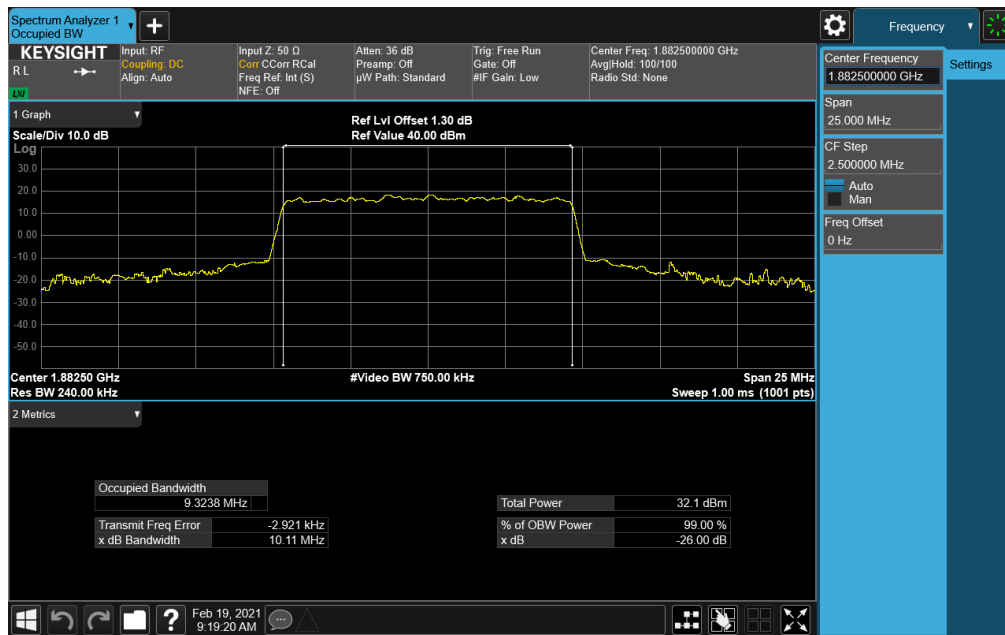 Spectrum Analyzer 1
Occupied BW
Frequency
KEYSIGHT
R L
LXI
Input: RF
Coupling: DC
Align: Auto
Input Z: 50 Ω
Corr CCorr RCal
Freq Ref: Int (S)
NFE: Off
Atten: 36 dB
Preamp: Off
µW Path: Standard
Trig: Free Run
Gate: Off
#IF Gain: Low
Center Freq: 1.882500000 GHz
Avg|Hold: 100/100
Radio Std: None
Center Frequency
1.882500000 GHz
Settings
Span
25.000 MHz
CF Step
2.500000 MHz
Auto
Man
Freq Offset
0 Hz
1 Graph
Scale/Div 10.0 dB
Ref Lvl Offset 1.30 dB
Ref Value 40.00 dBm
Log
30.0
20.0
10.0
0.00
-10.0
-20.0
-30.0
-40.0
-50.0
Center 1.88250 GHz
#Video BW 750.00 kHz
Span 25 MHz
Res BW 240.00 kHz
Sweep 1.00 ms (1001 pts)
2 Metrics
Occupied Bandwidth
9.3238 MHz
Total Power 32.1 dBm
Transmit Freq Error -2.921 kHz
% of OBW Power 99.00 %
x dB Bandwidth 10.11 MHz
x dB -26.00 dB
Feb 19, 2021
9:19:20 AM